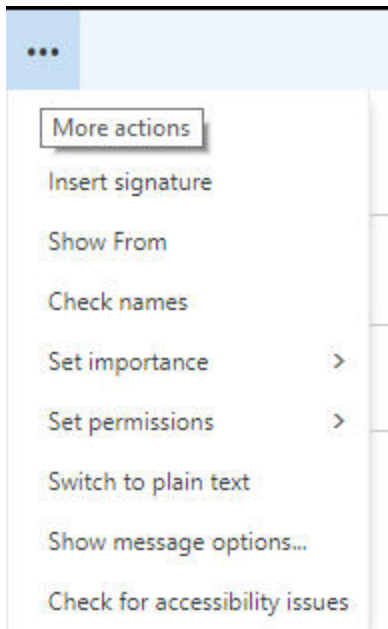 •••
More actions
Insert signature
Show From
Check names
Set importance >
Set permissions >
Switch to plain text
Show message options...
Check for accessibility issues